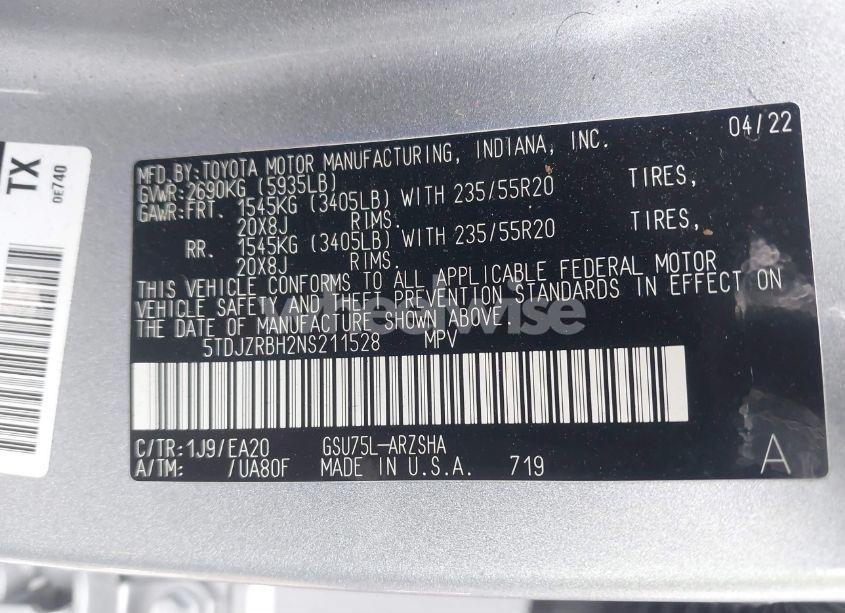 TX
0E740
04/22
MFD.BY:TOYOTA MOTOR MANUFACTURING, INDIANA, INC.
GVWR:2690KG (5935LB)
GAWR:FRT. 1545KG (3405LB) WITH 235/55R20 TIRES,
20X8J RIMS.
RR. 1545KG (3405LB) WITH 235/55R20 TIRES,
20X8J RIMS.
THIS VEHICLE CONFORMS TO ALL APPLICABLE FEDERAL MOTOR
VEHICLE SAFETY AND THEFT PREVENTION STANDARDS IN EFFECT ON
THE DATE OF MANUFACTURE SHOWN ABOVE.
wheelwise
5TDJZRBH2NS211528 MPV
C/TR:1J9/EA20 GSU75L-ARZSHA
A/TM: /UA80F MADE IN U.S.A. 719
A